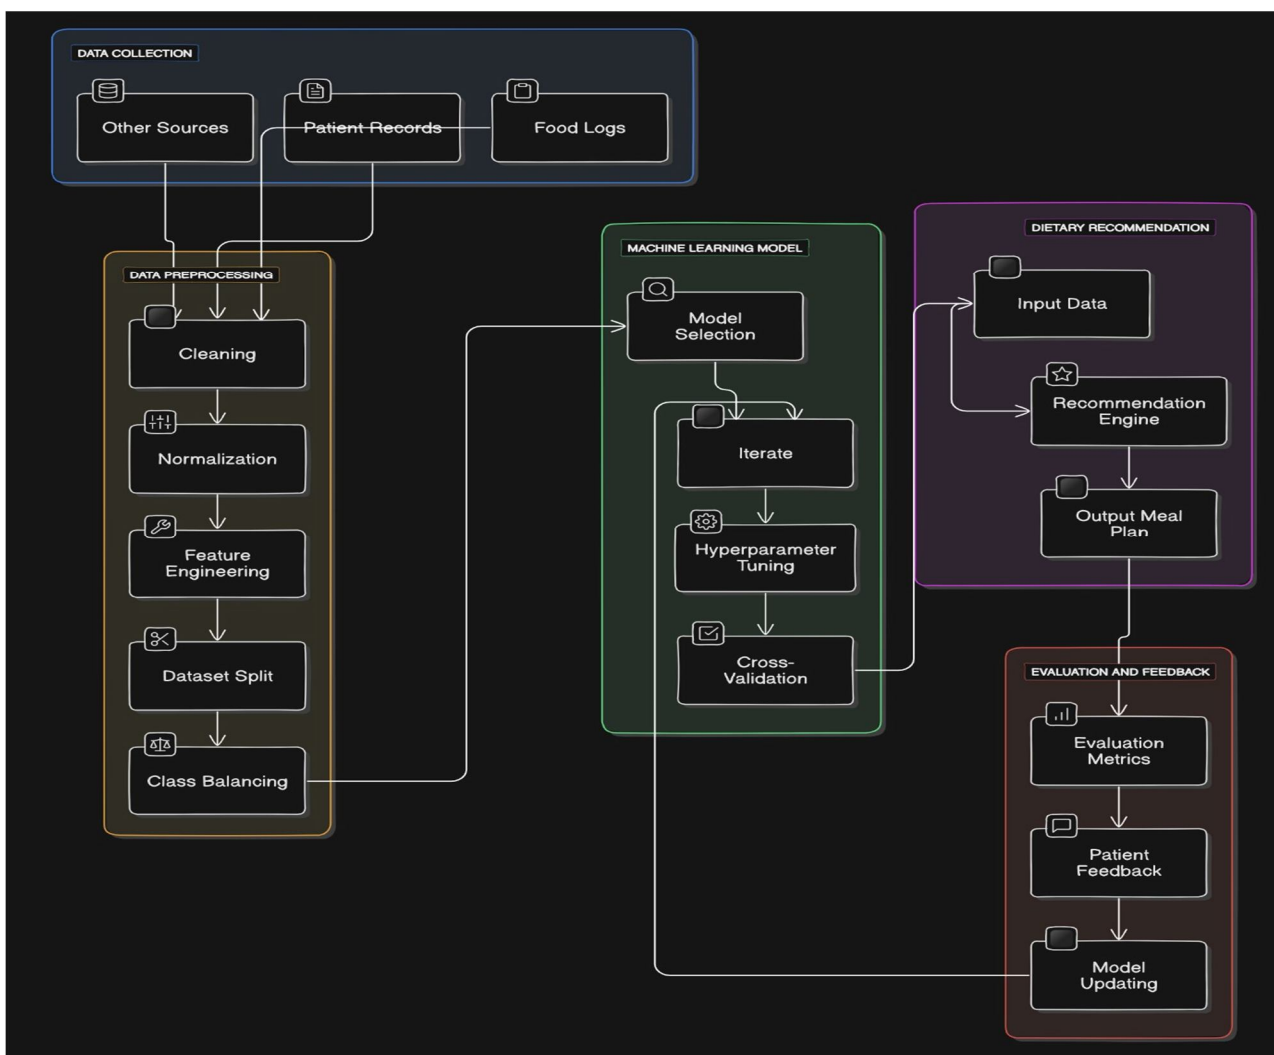 DATA COLLECTION
Other Sources
Patient Records
Food Logs
DATA PREPROCESSING
Cleaning
Normalization
Feature
Engineering
Dataset Split
Class Balancing
MACHINE LEARNING MODEL
Model
Selection
Iterate
Hyperparameter
Tuning
Cross-
Validation
DIETARY RECOMMENDATION
Input Data
Recommendation
Engine
Output Meal
Plan
EVALUATION AND FEEDBACK
Evaluation
Metrics
Patient
Feedback
Model
Updating